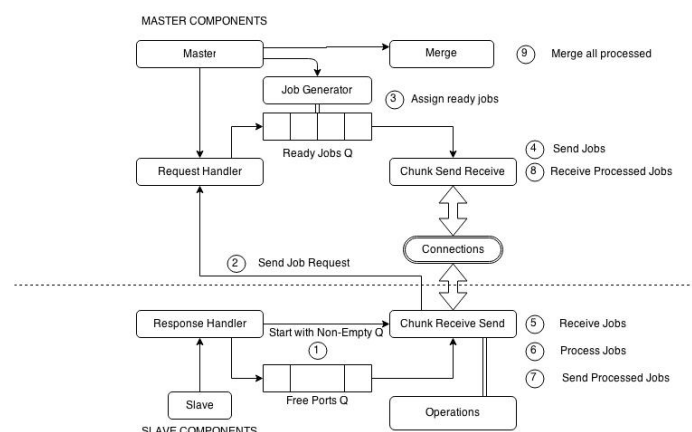 MASTER COMPONENTS
Master
Merge
9 Merge all processed
Job Generator
3 Assign ready jobs
Ready Jobs Q
4 Send Jobs
Request Handler
Chunk Send Receive
8 Receive Processed Jobs
Connections
2 Send Job Request
Response Handler
Start with Non-Empty Q
Chunk Receive Send
5 Receive Jobs
1
6 Process Jobs
7 Send Processed Jobs
Free Ports Q
Slave
Operations
SLAVE COMPONENTS